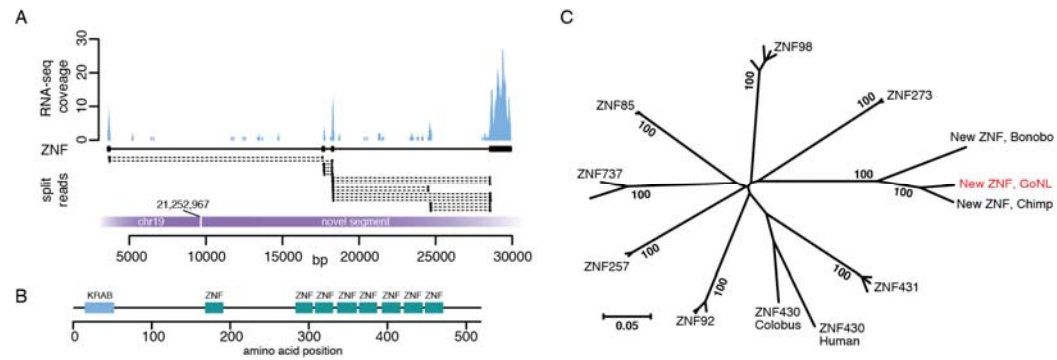 A
RNA-seq
coveage
30
20
10
0
ZNF
split
reads
21,252,967
chr19
novel segment
5000
10000
bp
15000
20000
25000
30000
B
KRAB
ZNF
ZNF
ZNF
ZNF
ZNF
ZNF
ZNF
ZNF
0
100
200
300
400
500
amino acid position
C
ZNF98
100
ZNF273
100
ZNF85
100
New ZNF, Bonobo
100
New ZNF, GoNL
100
New ZNF, Chimp
ZNF737
100
ZNF257
100
ZNF431
100
ZNF92
100
ZNF430
Colobus
ZNF430
Human
0.05